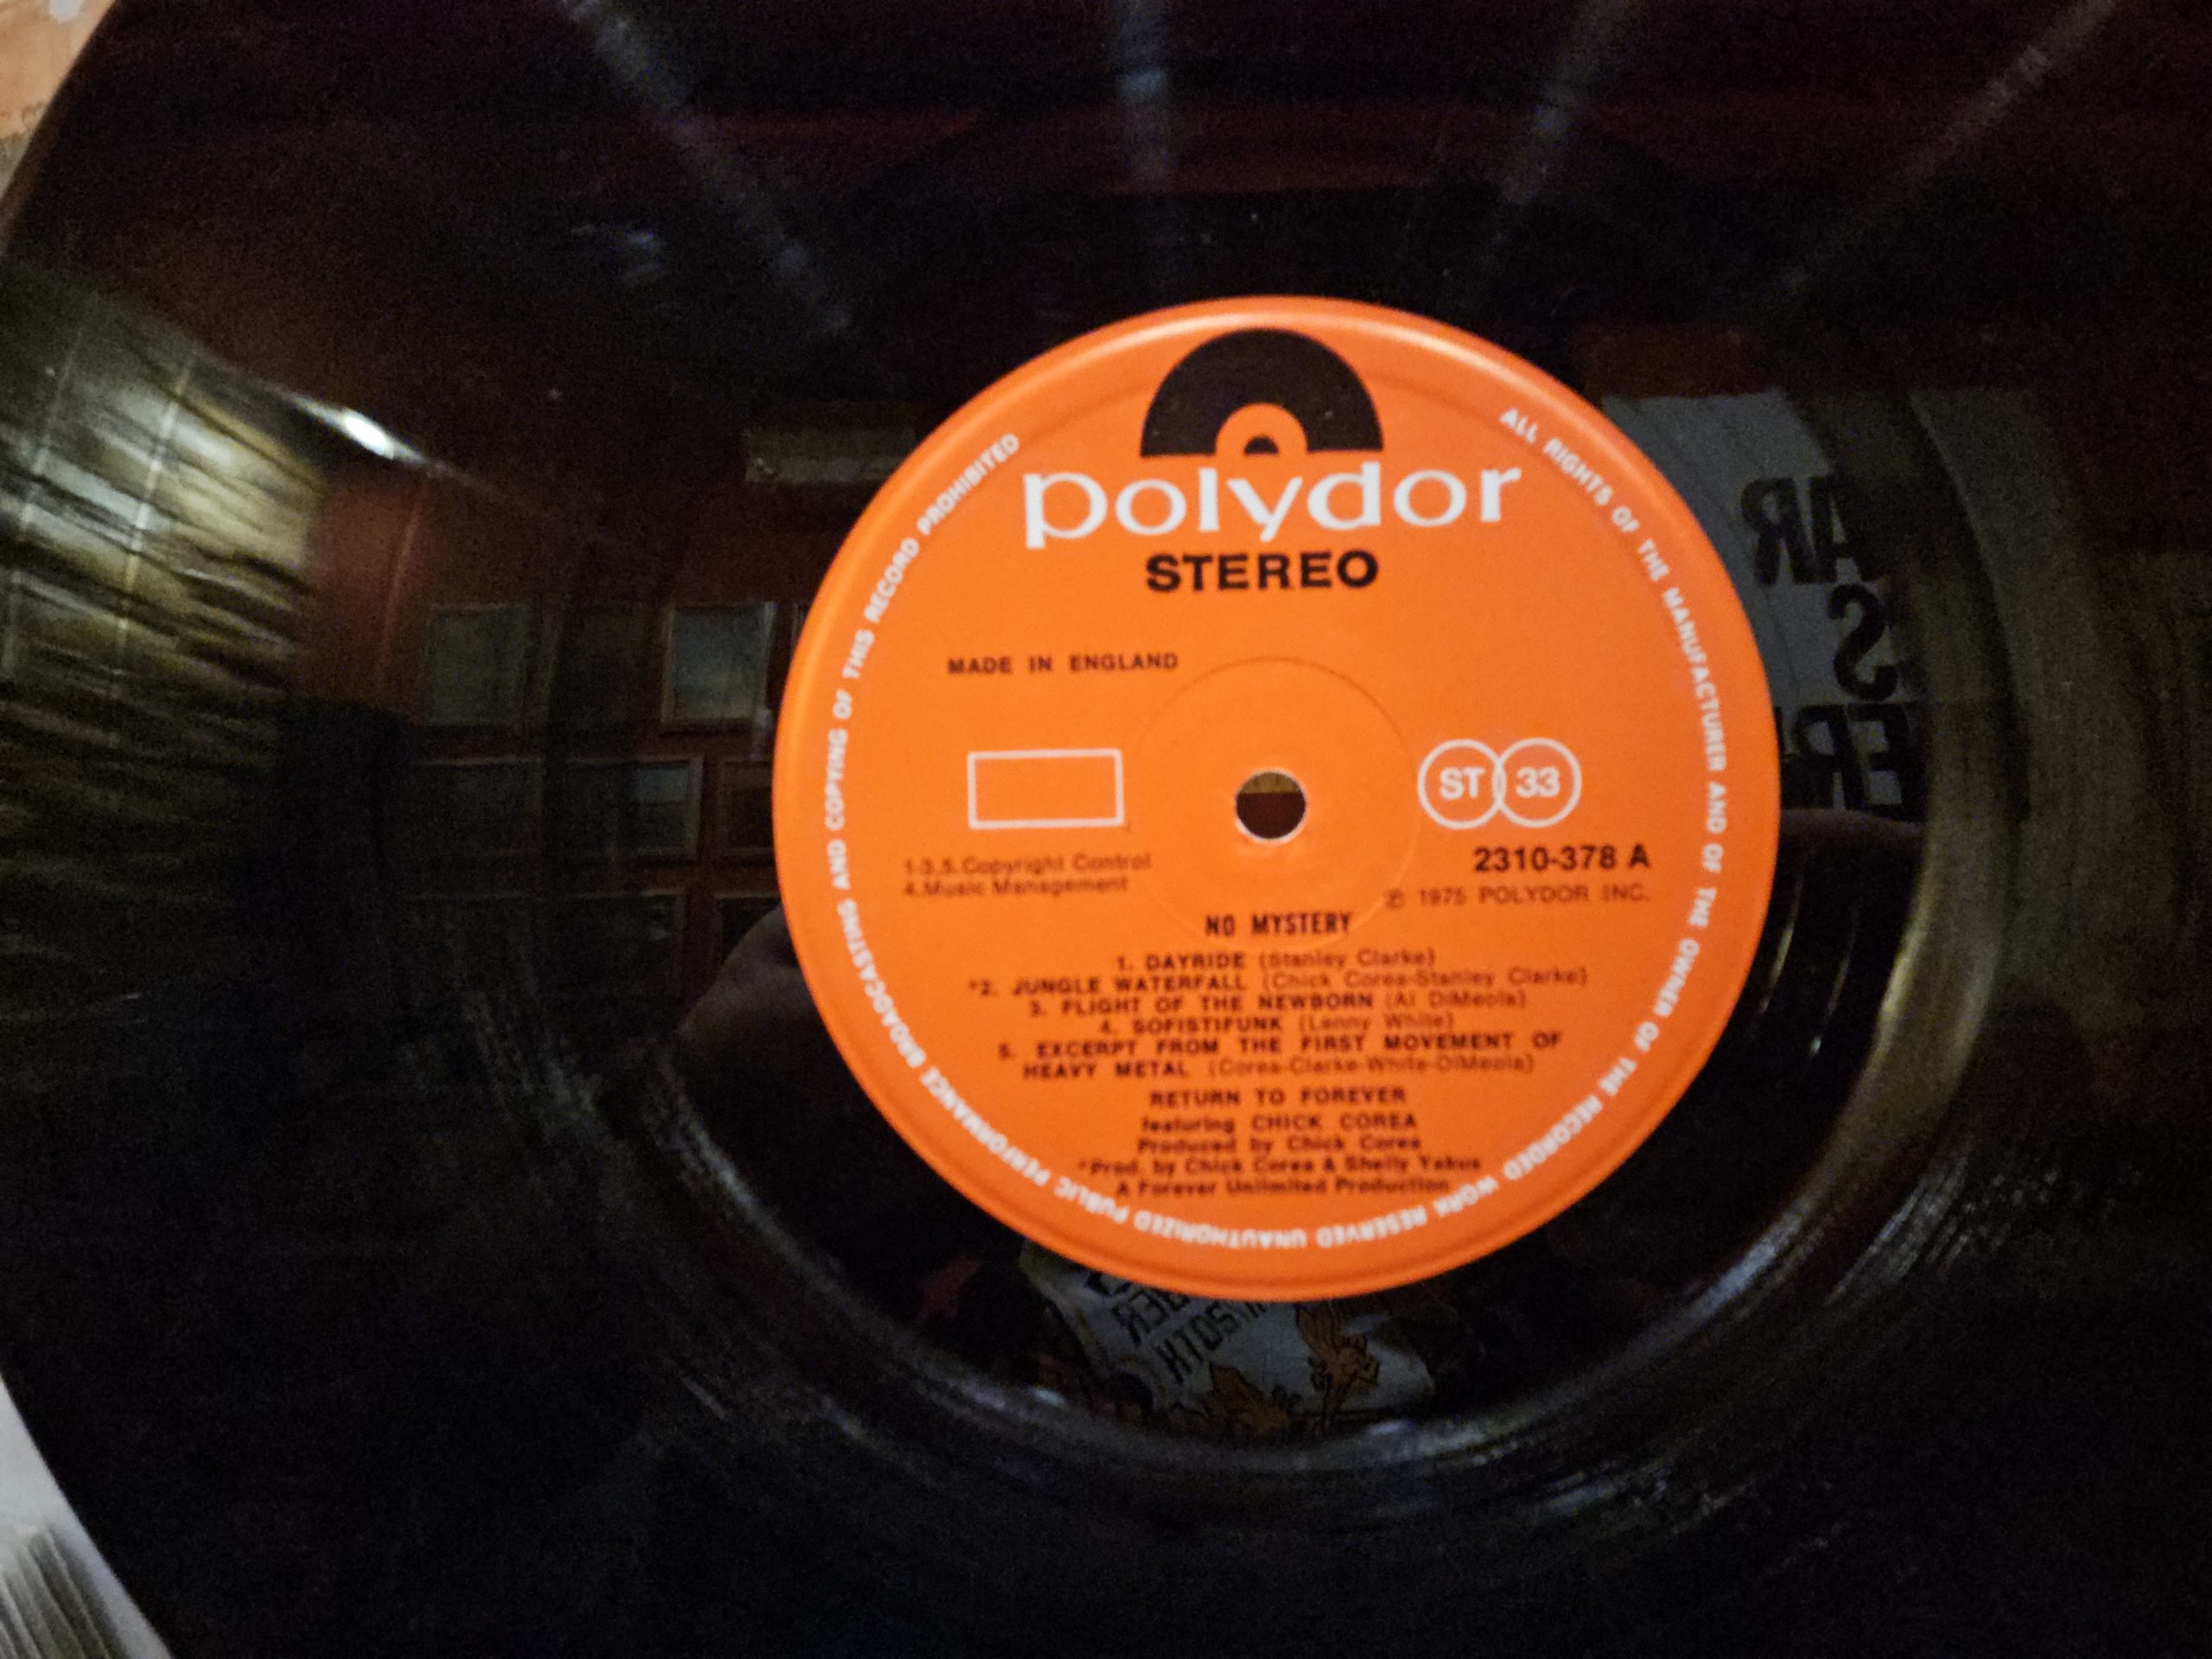 polydor
STEREO
MADE IN ENGLAND
ST 33
2310-378 A
1-3,5.Copyright Control
4.Music Management
℗ 1975 POLYDOR INC.
NO MYSTERY
1. DAYRIDE (Stanley Clarke)
*2. JUNGLE WATERFALL (Chick Corea-Stanley Clarke)
3. FLIGHT OF THE NEWBORN (Al DiMeola)
4. SOFISTIFUNK (Lenny White)
5. EXCERPT FROM THE FIRST MOVEMENT OF
HEAVY METAL (Corea-Clarke-White-DiMeola)
RETURN TO FOREVER
featuring CHICK COREA
Produced by Chick Corea
*Prod. by Chick Corea & Shelly Yakus
A Forever Unlimited Production
ALL RIGHTS OF THE MANUFACTURER AND OF THE OWNER OF THE RECORDED WORK RESERVED UNAUTHORIZED PUBLIC PERFORMANCE BROADCASTING AND COPYING OF THIS RECORD PROHIBITED